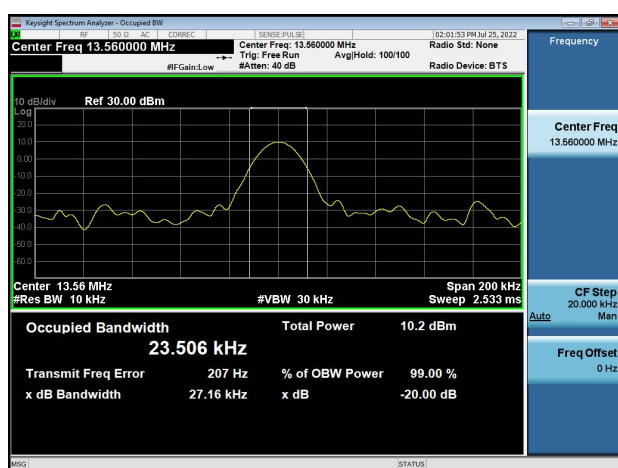 Keysight Spectrum Analyzer - Occupied BW
RF 50 Ω AC CORREC SENSE:PULSE 02:01:53 PM Jul 25, 2022
Center Freq 13.560000 MHz Center Freq: 13.560000 MHz Radio Std: None
Trig: Free Run Avg|Hold: 100/100
#IFGain:Low #Atten: 40 dB Radio Device: BTS
10 dB/div Ref 30.00 dBm
Log
20.0
10.0
0.00
-10.0
-20.0
-30.0
-40.0
-50.0
-60.0
Center 13.56 MHz Span 200 kHz
#Res BW 10 kHz #VBW 30 kHz Sweep 2.533 ms
Occupied Bandwidth Total Power 10.2 dBm
23.506 kHz
Transmit Freq Error 207 Hz % of OBW Power 99.00 %
x dB Bandwidth 27.16 kHz x dB -20.00 dB
MSG STATUS
Frequency
Center Freq
13.560000 MHz
CF Step
20.000 kHz
Auto Man
Freq Offset
0 Hz